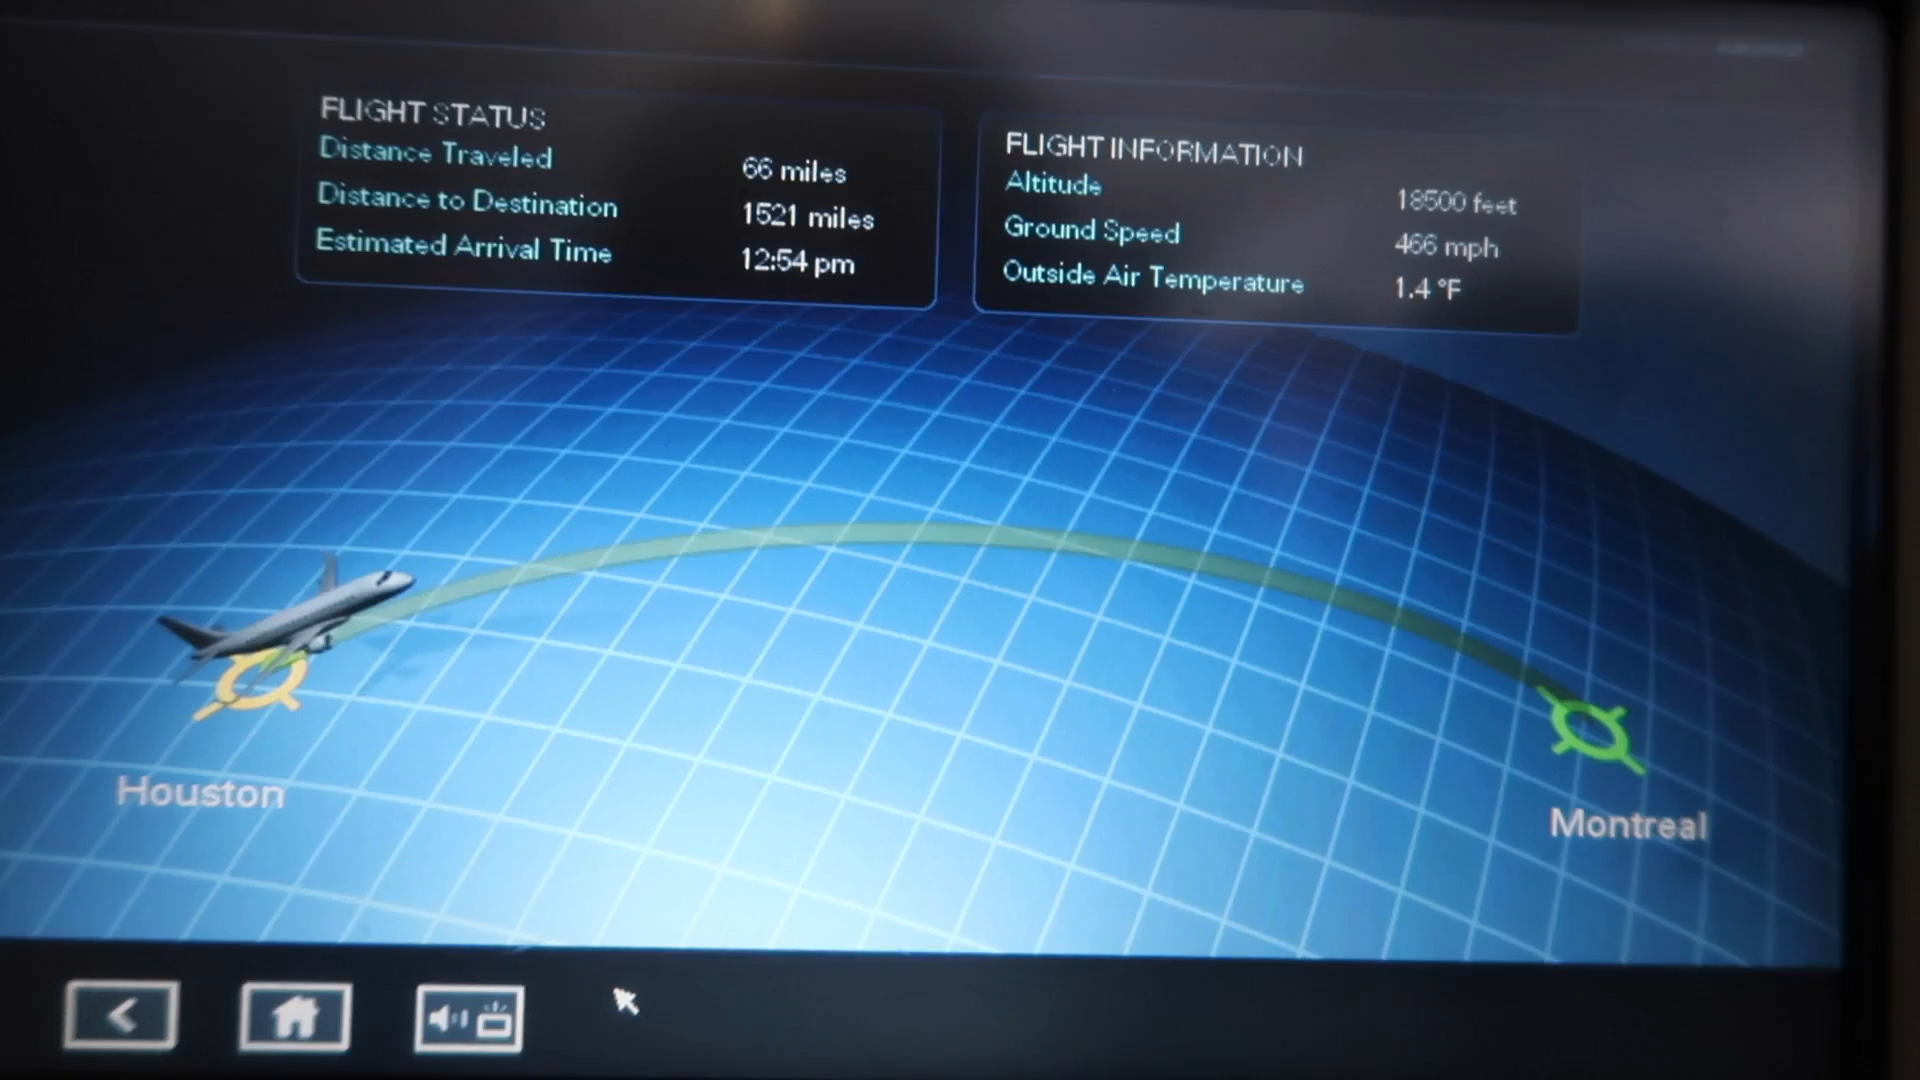 FLIGHT STATUS
Distance Traveled 66 miles
Distance to Destination 1521 miles
Estimated Arrival Time 12:54 pm
FLIGHT INFORMATION
Altitude 18500 feet
Ground Speed 466 mph
Outside Air Temperature 1.4 °F
Houston
Montreal